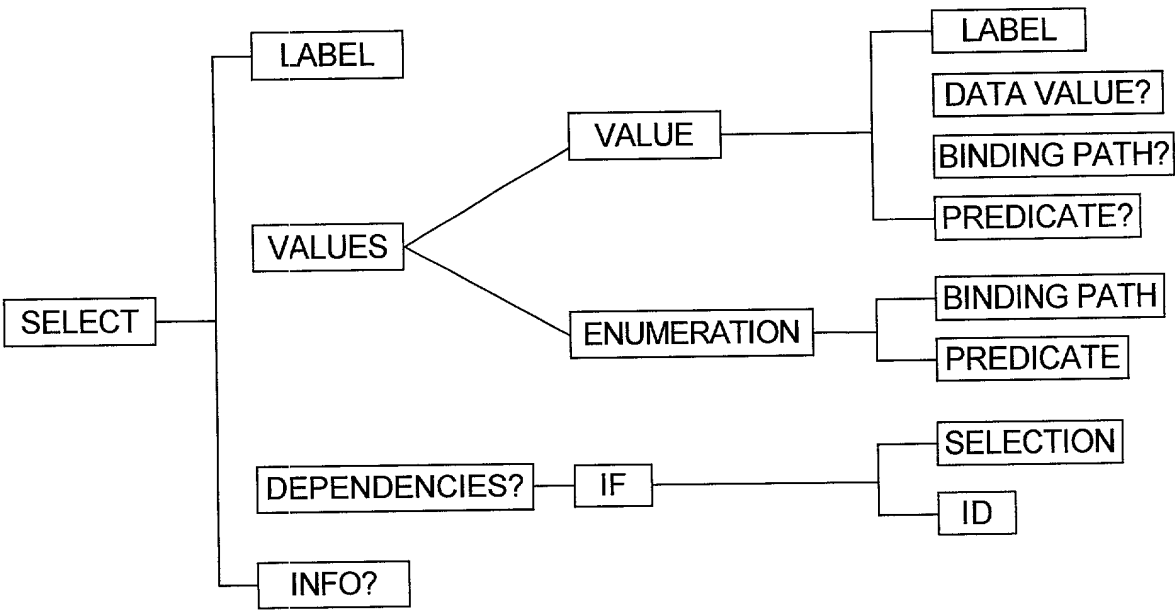 SELECT
LABEL
VALUES
VALUE
LABEL
DATA VALUE?
BINDING PATH?
PREDICATE?
ENUMERATION
BINDING PATH
PREDICATE
DEPENDENCIES?
IF
SELECTION
ID
INFO?